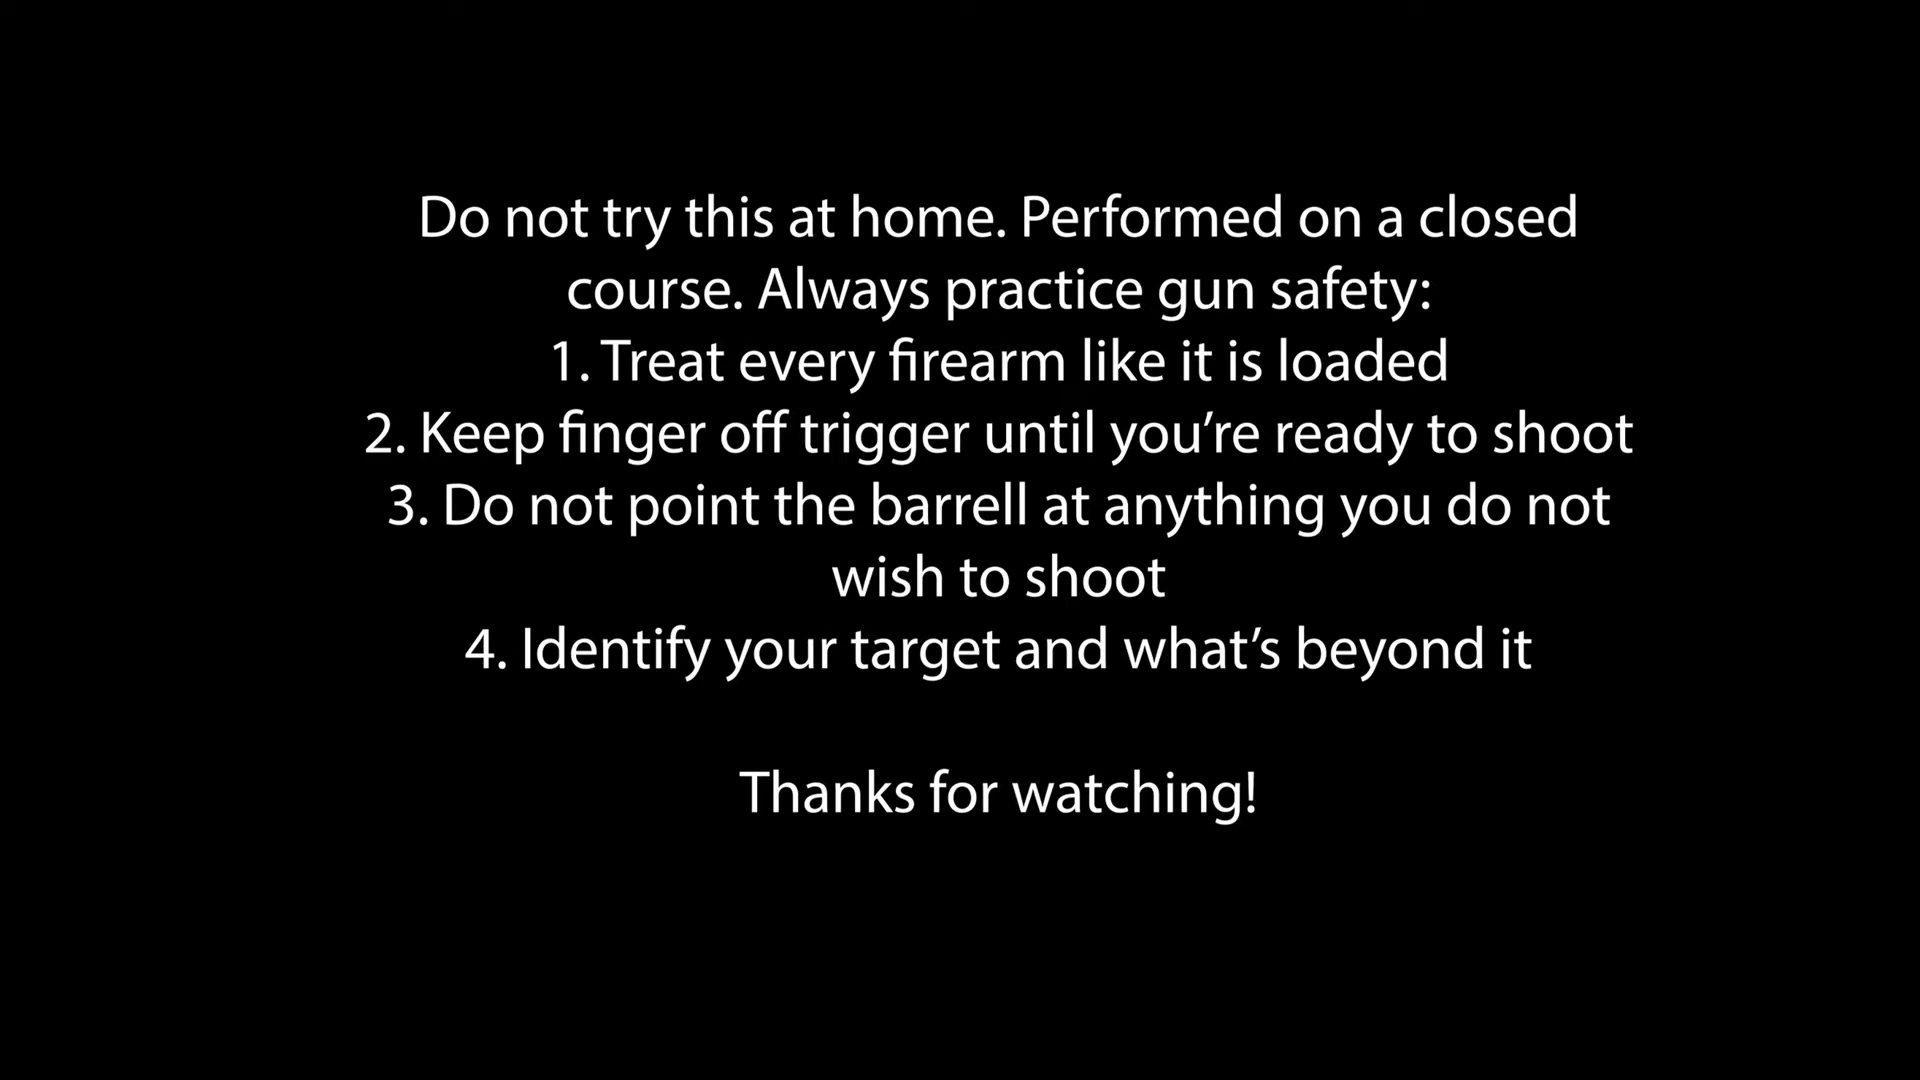 Do not try this at home. Performed on a closed
course. Always practice gun safety:
1. Treat every firearm like it is loaded
2. Keep finger off trigger until you’re ready to shoot
3. Do not point the barrell at anything you do not
wish to shoot
4. Identify your target and what’s beyond it
Thanks for watching!